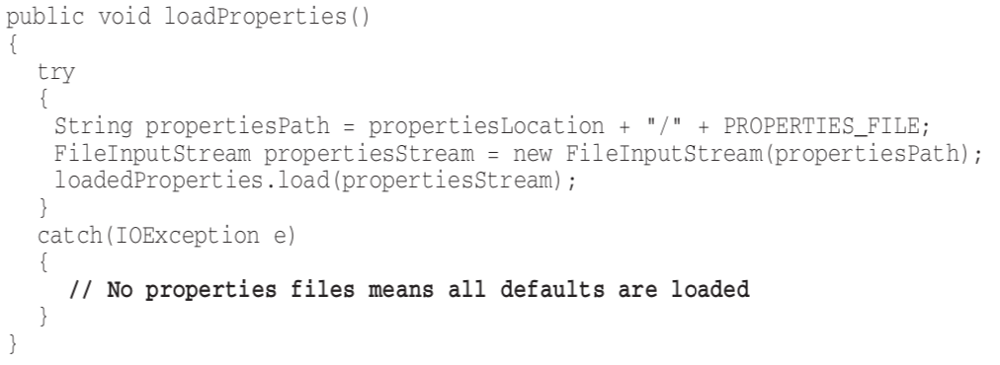 public void loadProperties()
{
  try
  {
   String propertiesPath = propertiesLocation + "/" + PROPERTIES_FILE;
   FileInputStream propertiesStream = new FileInputStream(propertiesPath);
   loadedProperties.load(propertiesStream);
  }
  catch(IOException e)
  {
    // No properties files means all defaults are loaded
  }
}